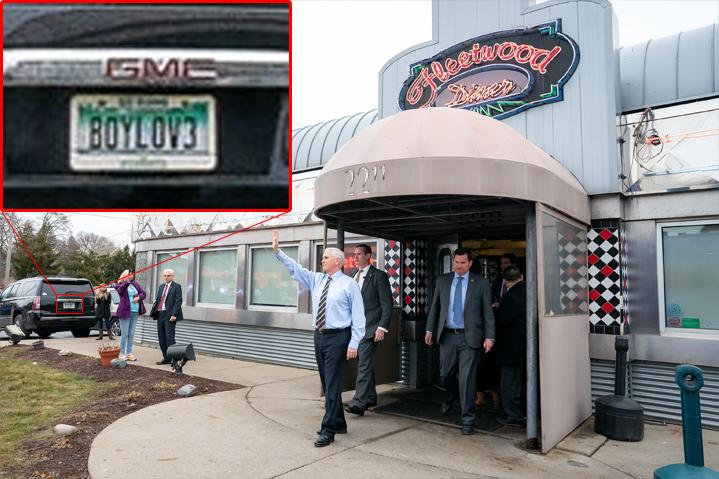 GMC
BOYLOV3
Fleetwood
Diner
2211